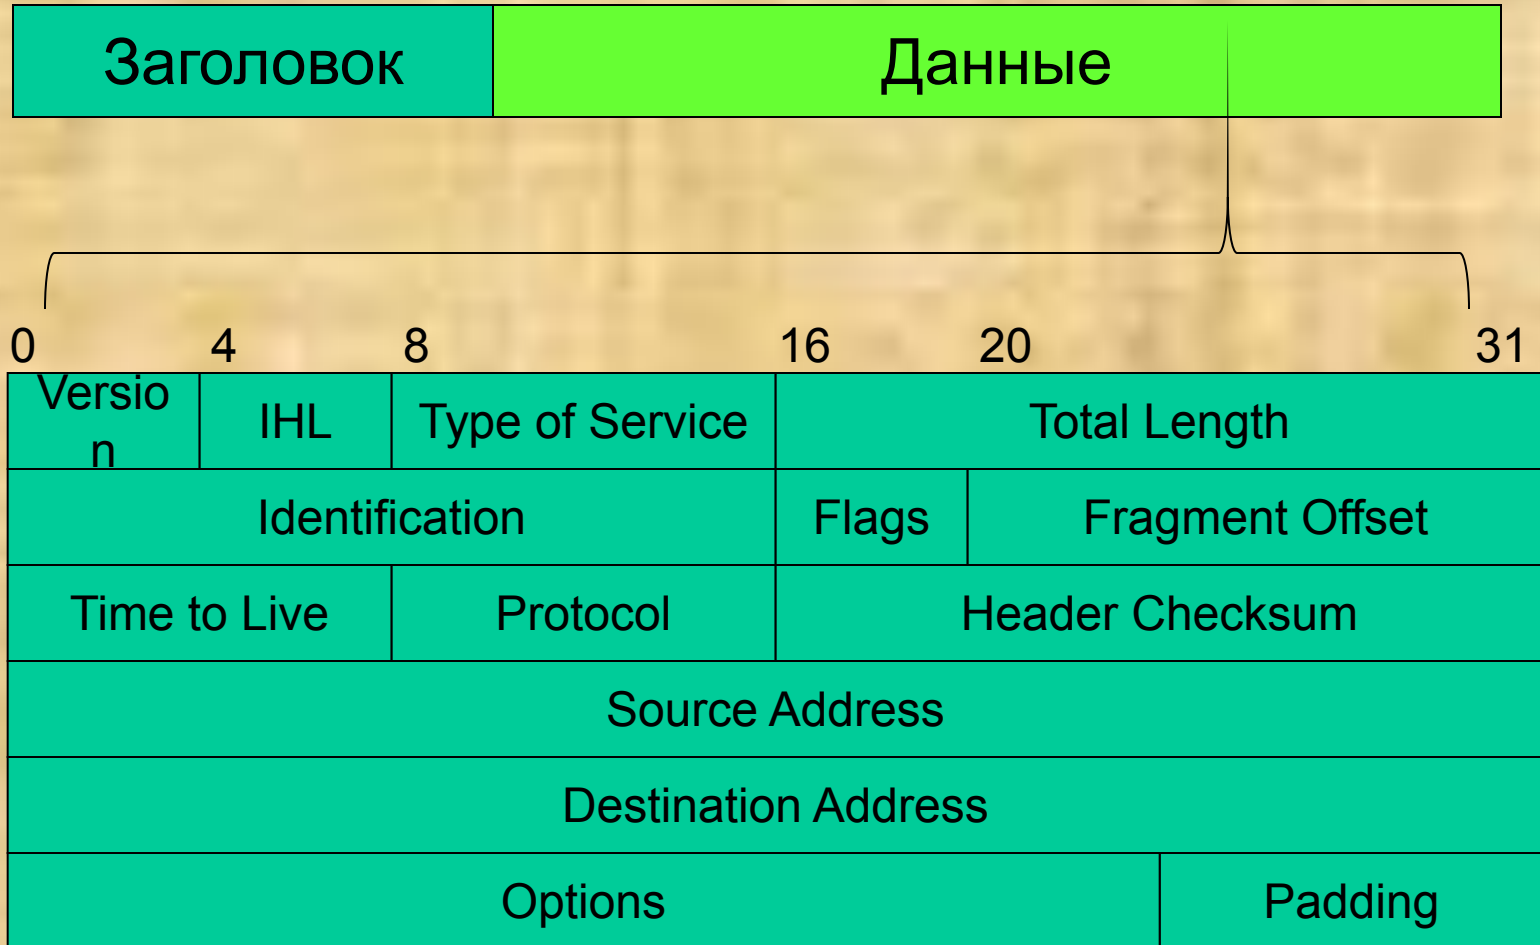 Заголовок Данные
0 4 8 16 20 31
Versio
n IHL Type of Service Total Length
Identification Flags Fragment Offset
Time to Live Protocol Header Checksum
Source Address
Destination Address
Options Padding